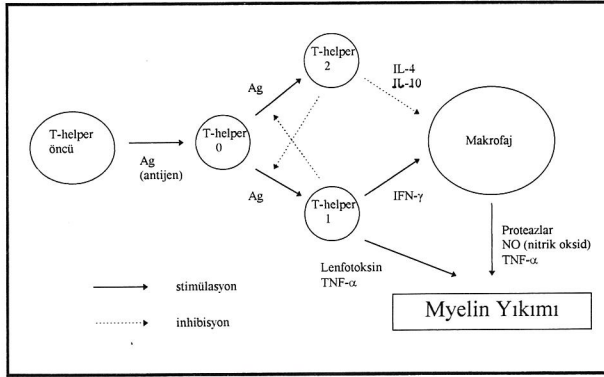 T-helper
öncü
Ag
(antijen)
T-helper
0
Ag
Ag
T-helper
2
T-helper
1
IL-4
IL-10
IFN-γ
Makrofaj
Lenfotoksin
TNF-α
Proteazlar
NO (nitrik oksid)
TNF-α
Myelin Yıkımı
stimülasyon
inhibisyon